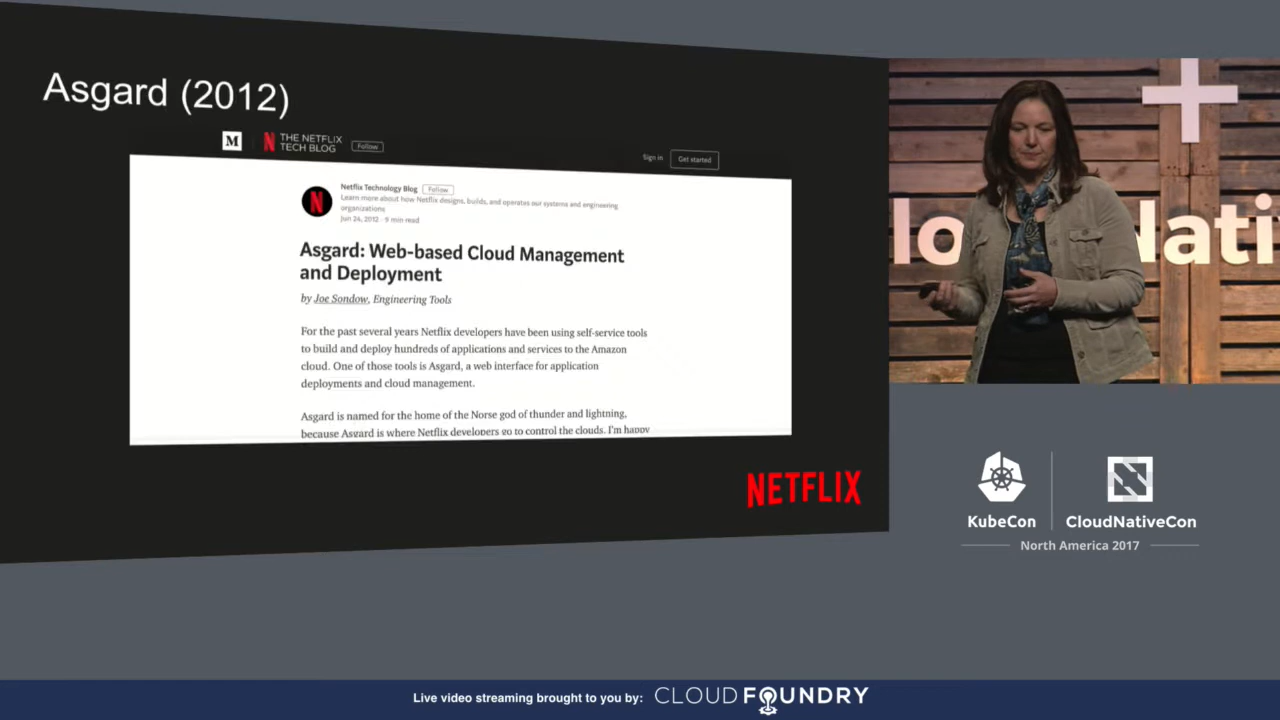 Asgard (2012)
M
N THE NETFLIX
TECH BLOG
Follow
Sign in
Get started
N
Netflix Technology Blog
Follow
Learn more about how Netflix designs, builds, and operates our systems and engineering
organizations
Jun 24, 2012 · 9 min read
Asgard: Web-based Cloud Management
and Deployment
by Joe Sondow, Engineering Tools
For the past several years Netflix developers have been using self-service tools
to build and deploy hundreds of applications and services to the Amazon
cloud. One of those tools is Asgard, a web interface for application
deployments and cloud management.
Asgard is named for the home of the Norse god of thunder and lightning,
because Asgard is where Netflix developers go to control the clouds. I'm happy
NETFLIX
lo
Nati
KubeCon
CloudNativeCon
North America 2017
Live video streaming brought to you by: CLOUD FOUNDRY